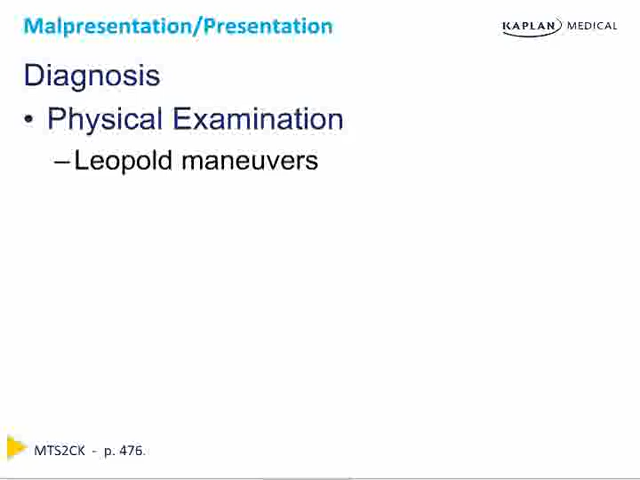 Malpresentation/Presentation
KAPLAN MEDICAL
Diagnosis
• Physical Examination
–Leopold maneuvers
MTS2CK - p. 476.